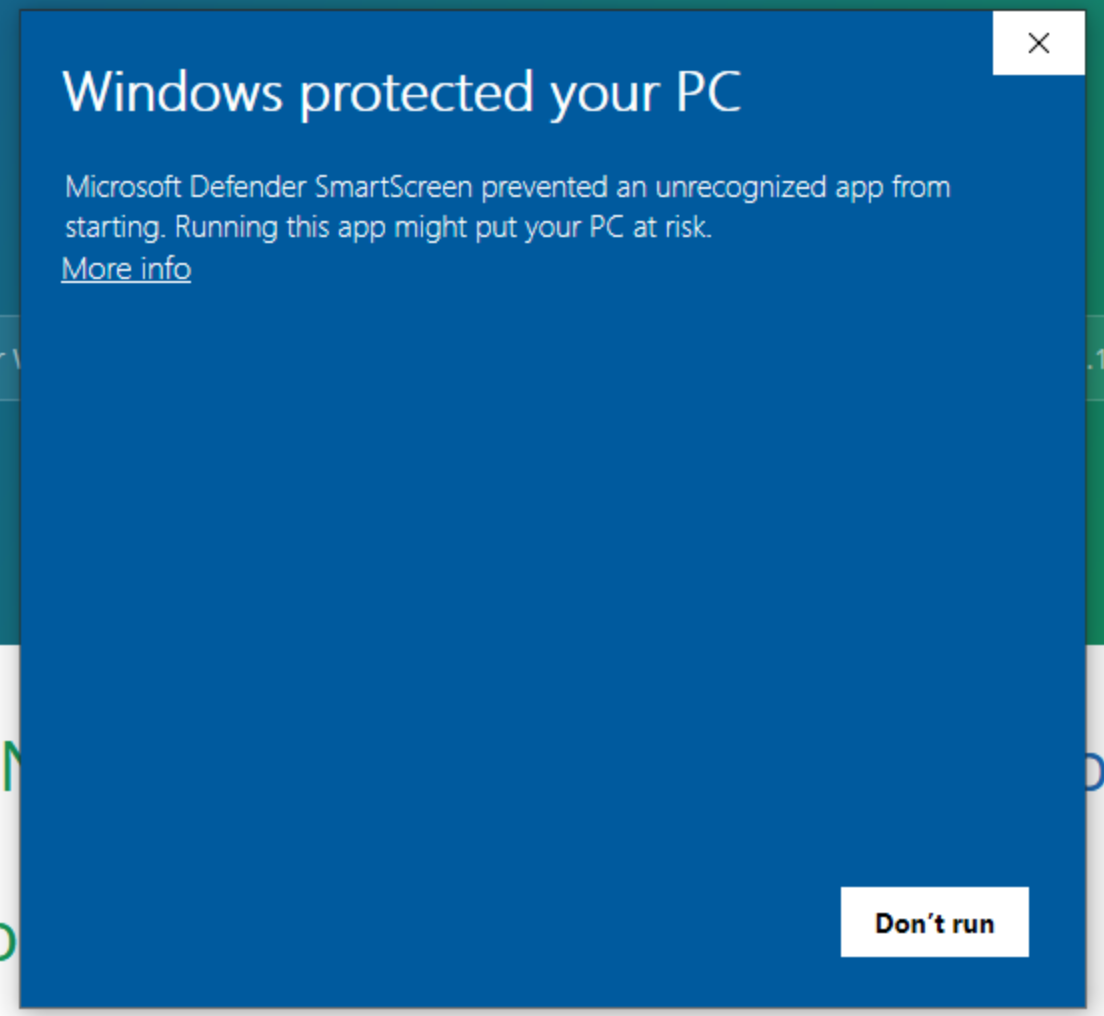 Windows protected your PC
Microsoft Defender SmartScreen prevented an unrecognized app from
starting. Running this app might put your PC at risk.
More info
Don’t run